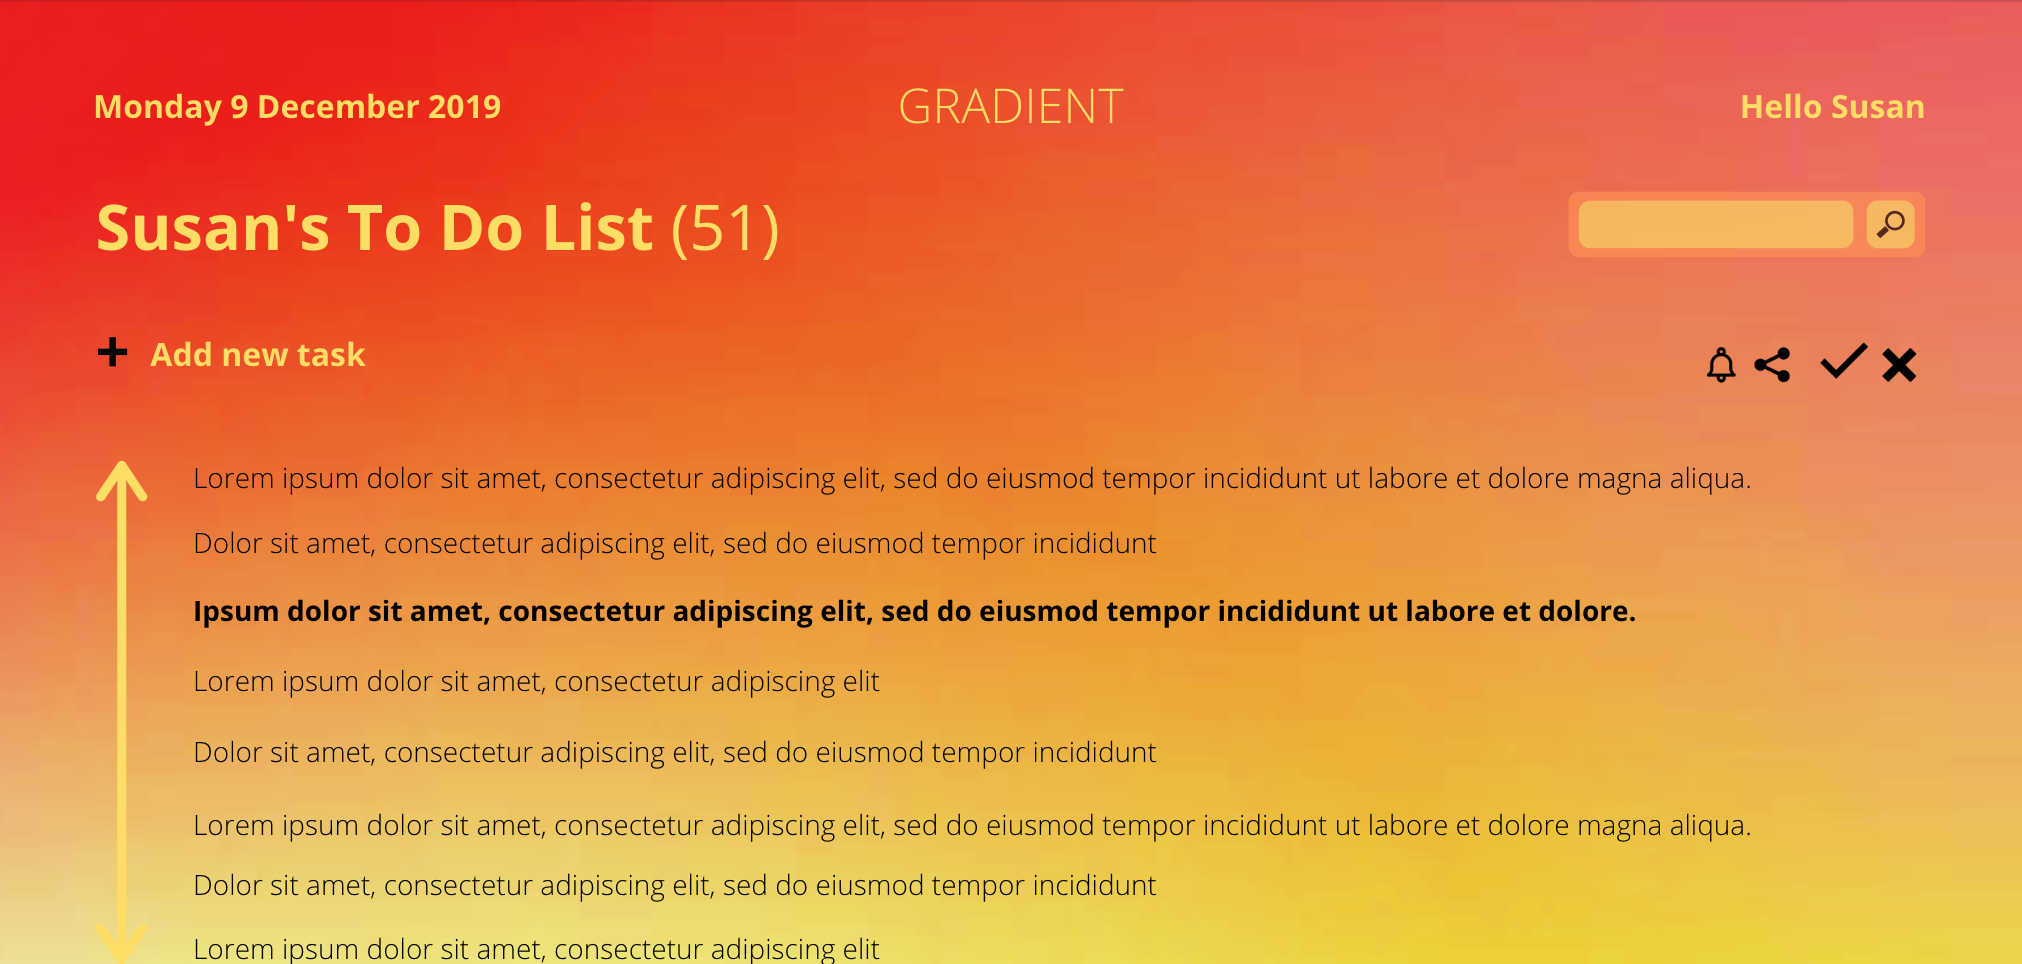 Monday 9 December 2019
GRADIENT
Hello Susan
Susan's To Do List (51)
Add new task
Lorem ipsum dolor sit amet, consectetur adipiscing elit, sed do eiusmod tempor incididunt ut labore et dolore magna aliqua.
Dolor sit amet, consectetur adipiscing elit, sed do eiusmod tempor incididunt
Ipsum dolor sit amet, consectetur adipiscing elit, sed do eiusmod tempor incididunt ut labore et dolore.
Lorem ipsum dolor sit amet, consectetur adipiscing elit
Dolor sit amet, consectetur adipiscing elit, sed do eiusmod tempor incididunt
Lorem ipsum dolor sit amet, consectetur adipiscing elit, sed do eiusmod tempor incididunt ut labore et dolore magna aliqua.
Dolor sit amet, consectetur adipiscing elit, sed do eiusmod tempor incididunt
Lorem ipsum dolor sit amet, consectetur adipiscing elit